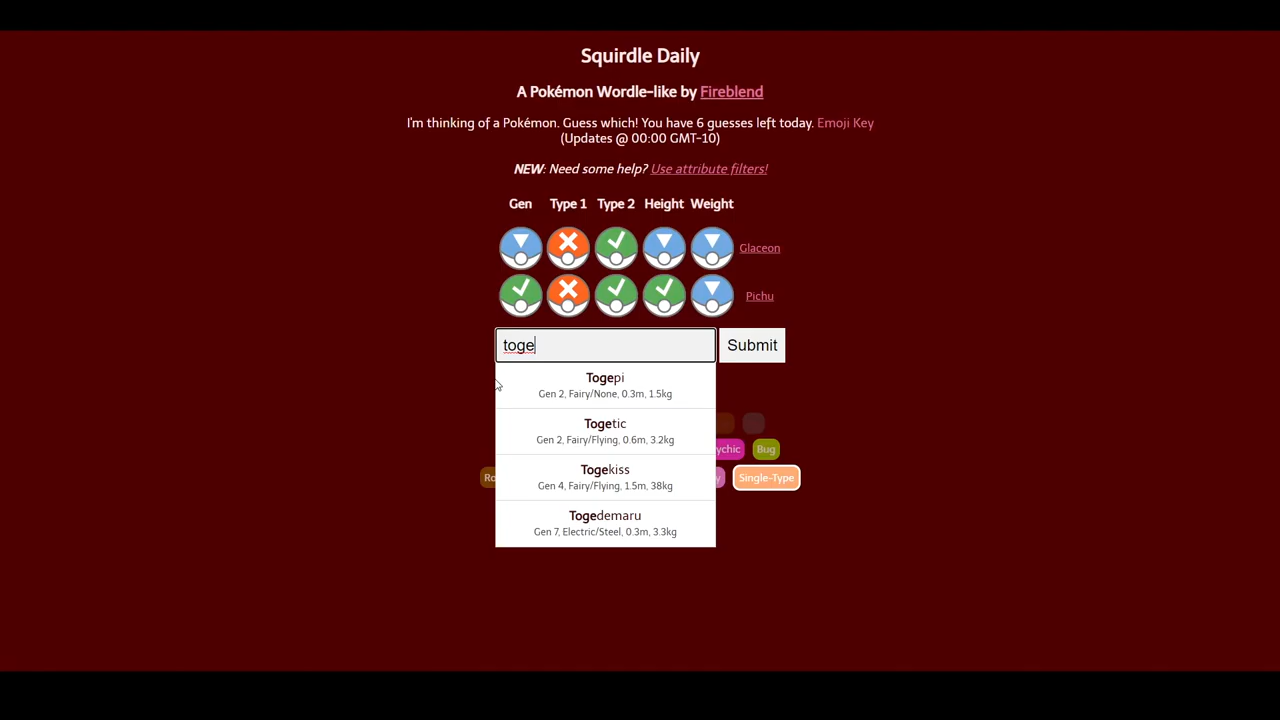 Squirdle Daily
A Pokémon Wordle-like by Fireblend
I'm thinking of a Pokémon. Guess which! You have 6 guesses left today. Emoji Key
(Updates @ 00:00 GMT-10)
NEW: Need some help? Use attribute filters!
Gen Type 1 Type 2 Height Weight
Glaceon
Pichu
toge Submit
Togepi
Gen 2, Fairy/None, 0.3m, 1.5kg
Togetic
Gen 2, Fairy/Flying, 0.6m, 3.2kg
ychic Bug
Togekiss
Ro y Single-Type
Gen 4, Fairy/Flying, 1.5m, 38kg
Togedemaru
Gen 7, Electric/Steel, 0.3m, 3.3kg